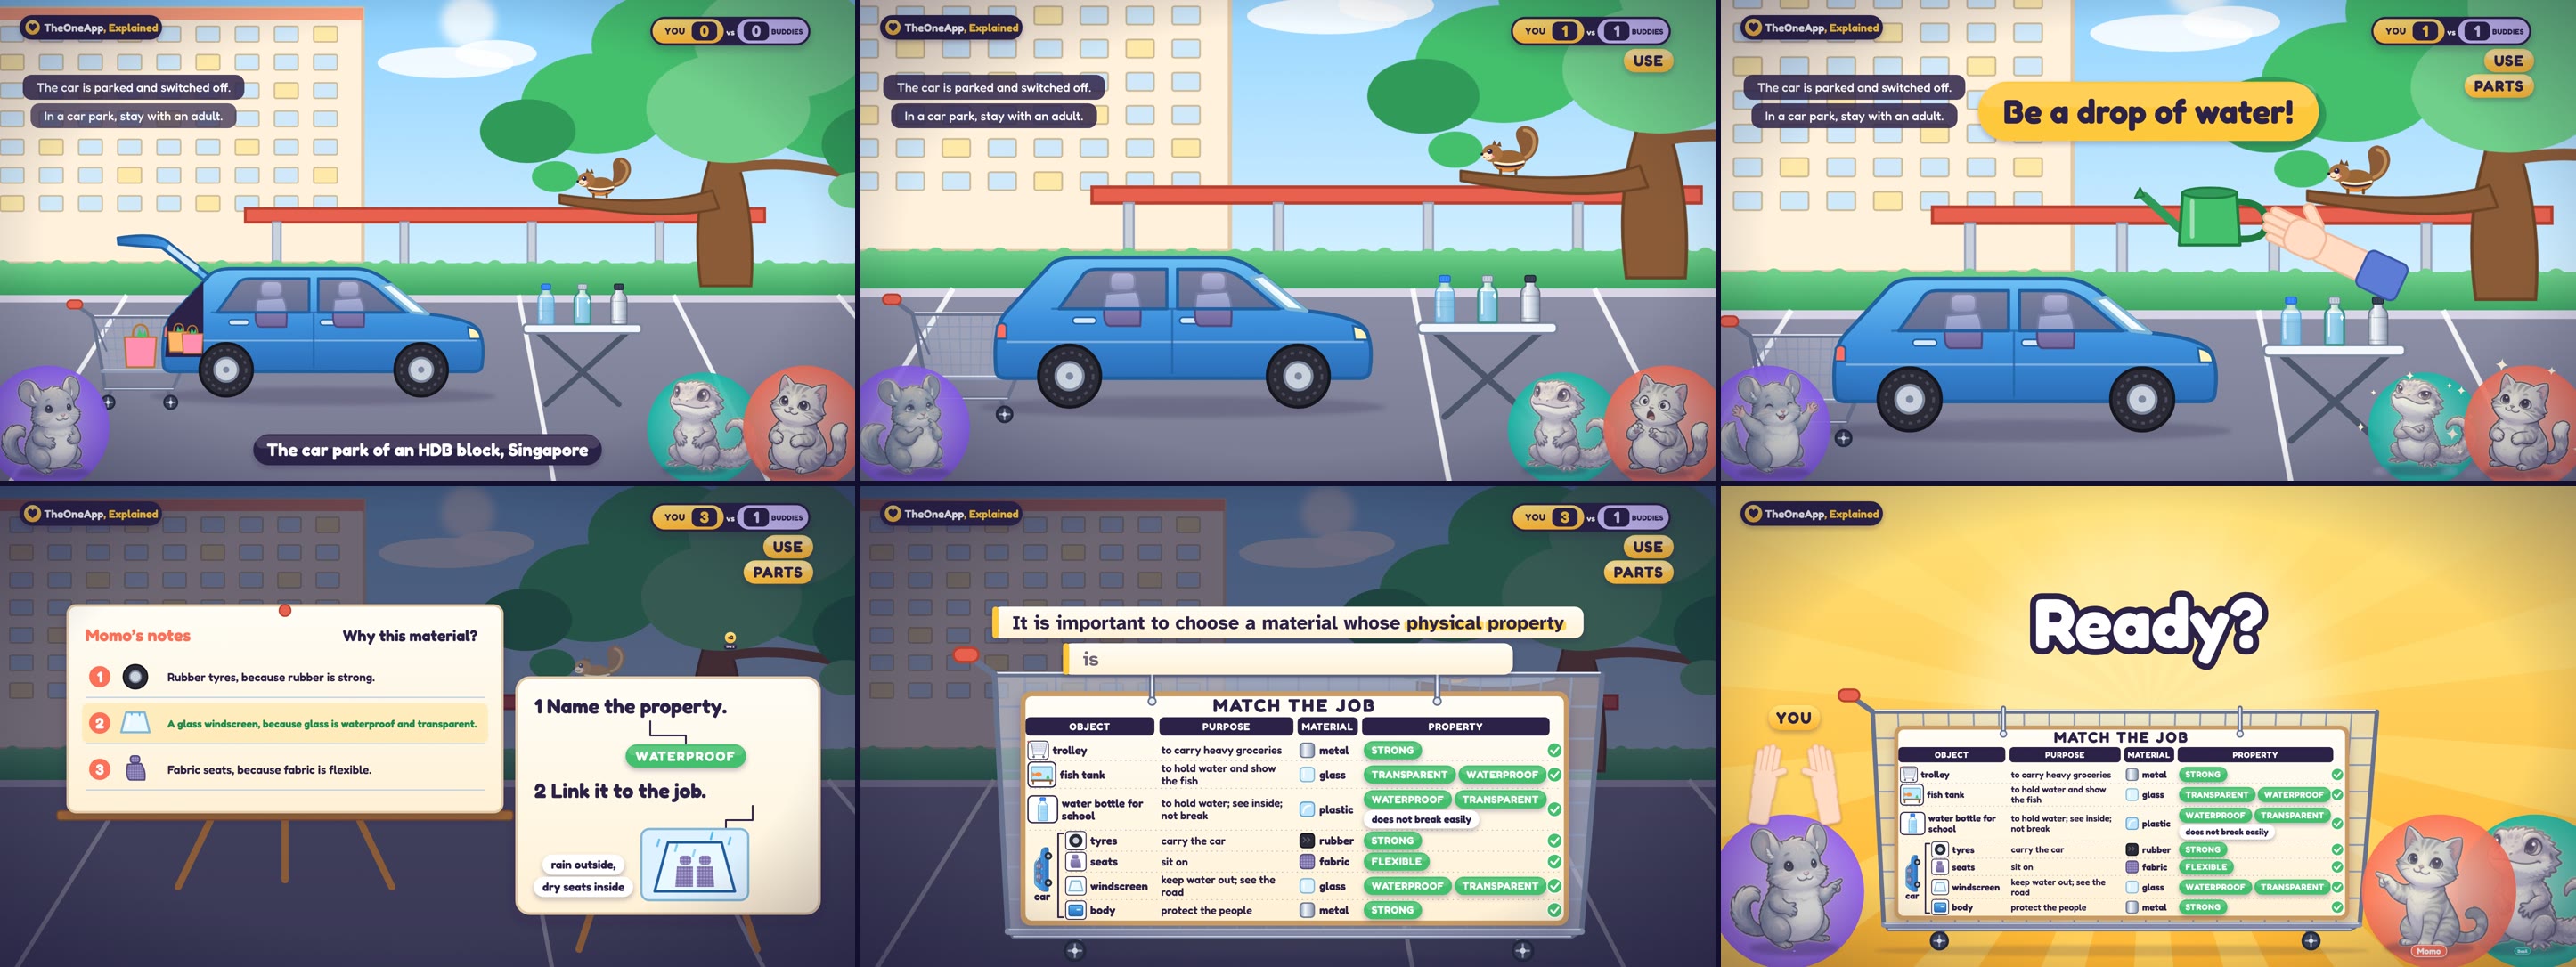 TheOneApp, Explained
YOU 0 vs 0 BUDDIES
The car is parked and switched off.
In a car park, stay with an adult.
The car park of an HDB block, Singapore
TheOneApp, Explained
YOU 1 vs 1 BUDDIES
USE
The car is parked and switched off.
In a car park, stay with an adult.
TheOneApp, Explained
YOU 1 vs 1 BUDDIES
USE
PARTS
The car is parked and switched off.
In a car park, stay with an adult.
Be a drop of water!
TheOneApp, Explained
YOU 3 vs 1 BUDDIES
USE
PARTS
Momo's notes
Why this material?
1 Rubber tyres, because rubber is strong.
2 A glass windscreen, because glass is waterproof and transparent.
3 Fabric seats, because fabric is flexible.
1 Name the property.
WATERPROOF
2 Link it to the job.
rain outside,
dry seats inside
TheOneApp, Explained
YOU 3 vs 1 BUDDIES
USE
PARTS
It is important to choose a material whose physical property
is
MATCH THE JOB
OBJECT PURPOSE MATERIAL PROPERTY
trolley to carry heavy groceries metal STRONG
fish tank to hold water and show the fish glass TRANSPARENT WATERPROOF
water bottle for school to hold water; see inside; not break plastic WATERPROOF TRANSPARENT does not break easily
car
tyres carry the car rubber STRONG
seats sit on fabric FLEXIBLE
windscreen keep water out; see the road glass WATERPROOF TRANSPARENT
body protect the people metal STRONG
TheOneApp, Explained
Ready?
YOU
MATCH THE JOB
OBJECT PURPOSE MATERIAL PROPERTY
trolley to carry heavy groceries metal STRONG
fish tank to hold water and show the fish glass TRANSPARENT WATERPROOF
water bottle for school to hold water; see inside; not break plastic WATERPROOF TRANSPARENT does not break easily
car
tyres carry the car rubber STRONG
seats sit on fabric FLEXIBLE
windscreen keep water out; see the road glass WATERPROOF TRANSPARENT
body protect the people metal STRONG
Momo